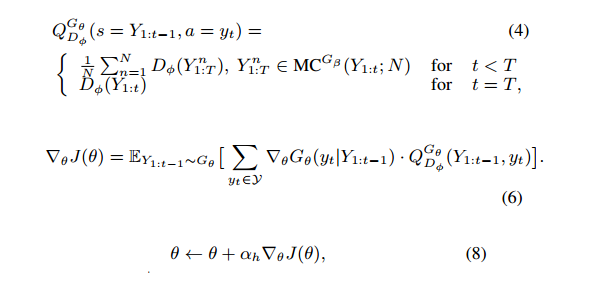 Q^{G_θ}_{D_ϕ}(s = Y_{1:t−1}, a = y_t) = (4)
{ \frac{1}{N} ∑^{N}_{n=1} D_ϕ(Y^n_{1:T}), Y^n_{1:T} ∈ MC^{G_β}(Y_{1:t}; N) for t < T
D_ϕ(Y_{1:t}) for t = T,
∇_θ J(θ) = 𝔼_{Y_{1:t−1}∼G_θ}[ ∑_{y_t∈𝒴} ∇_θ G_θ(y_t|Y_{1:t−1}) · Q^{G_θ}_{D_ϕ}(Y_{1:t−1}, y_t)].
(6)
θ ← θ + α_h ∇_θ J(θ), (8)